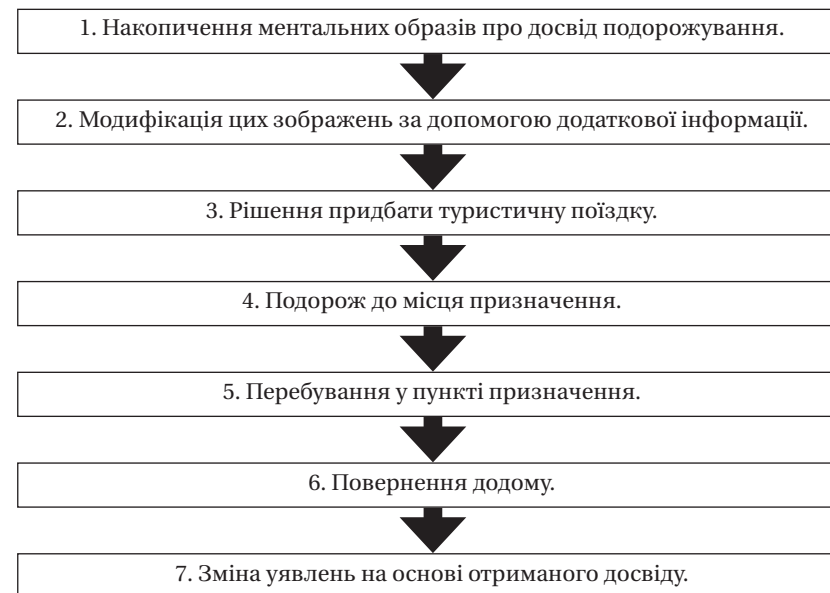 1. Накопичення ментальних образів про досвід подорожування.
2. Модифікація цих зображень за допомогою додаткової інформації.
3. Рішення придбати туристичну поїздку.
4. Подорож до місця призначення.
5. Перебування у пункті призначення.
6. Повернення додому.
7. Зміна уявлень на основі отриманого досвіду.